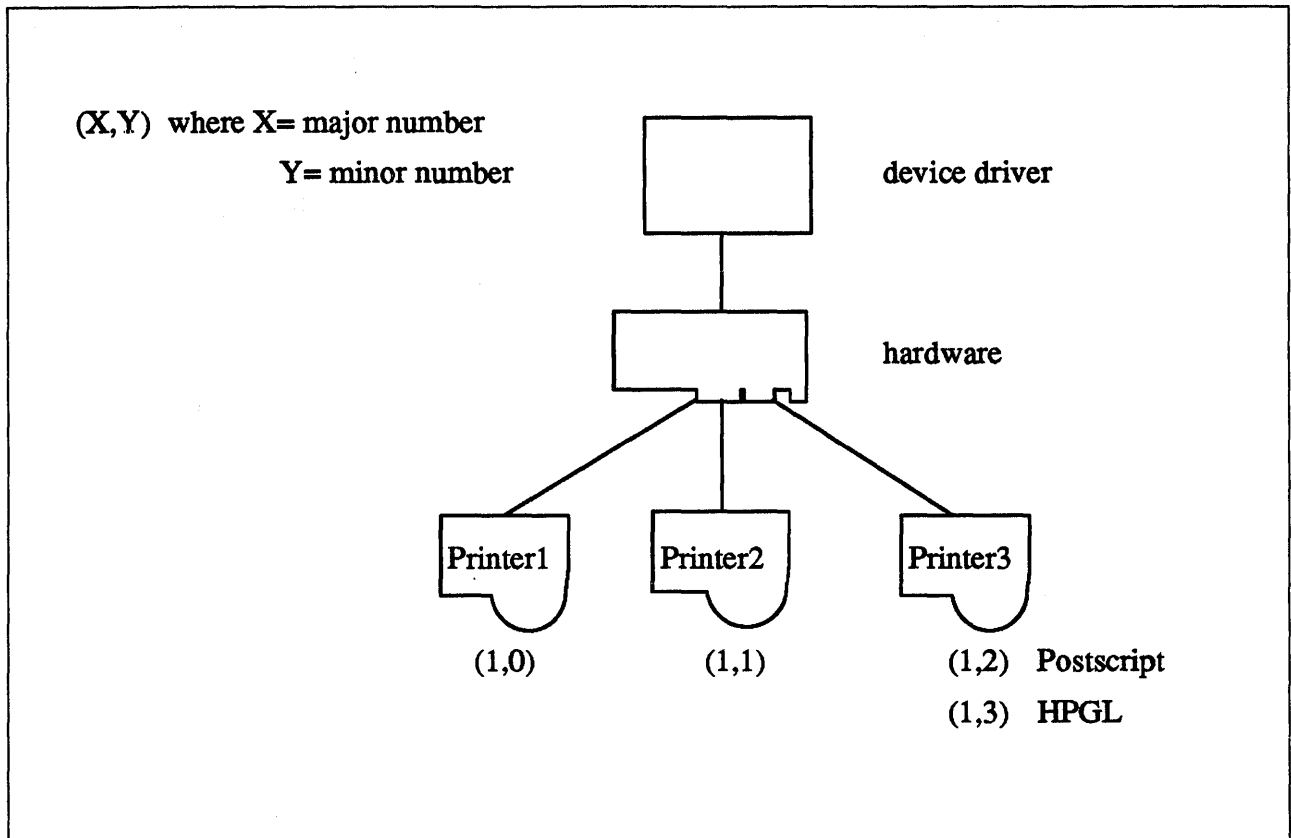 (X,Y) where X= major number
Y= minor number
device driver
hardware
Printer1
Printer2
Printer3
(1,0)
(1,1)
(1,2) Postscript
(1,3) HPGL